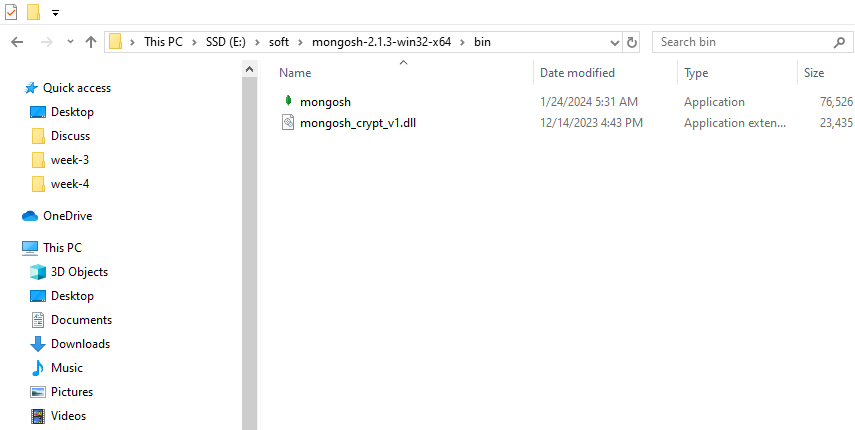 This PC > SSD (E:) > soft > mongosh-2.1.3-win32-x64 > bin
Search bin
Name Date modified Type Size
mongosh 1/24/2024 5:31 AM Application 76,526
mongosh_crypt_v1.dll 12/14/2023 4:43 PM Application exten... 23,435
Quick access
Desktop
Discuss
week-3
week-4
OneDrive
This PC
3D Objects
Desktop
Documents
Downloads
Music
Pictures
Videos